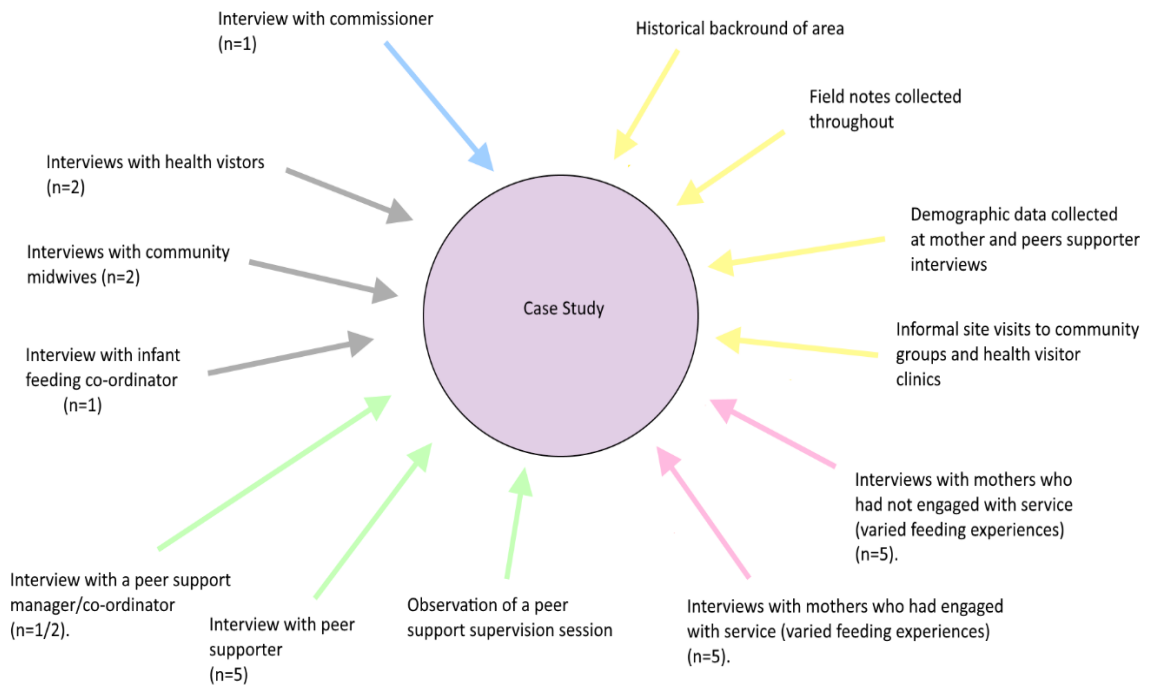 Interview with commissioner
(n=1)
Historical backround of area
Field notes collected
throughout
Interviews with health vistors
(n=2)
Demographic data collected
at mother and peers supporter
interviews
Interviews with community
midwives (n=2)
Case Study
Informal site visits to community
groups and health visitor
clinics
Interview with infant
feeding co-ordinator
(n=1)
Interviews with mothers who
had not engaged with service
(varied feeding experiences)
(n=5).
Interview with a peer support
manager/co-ordinator
(n=1/2).
Interview with peer
supporter
(n=5)
Observation of a peer
support supervision session
Interviews with mothers who had engaged
with service (varied feeding experiences)
(n=5).